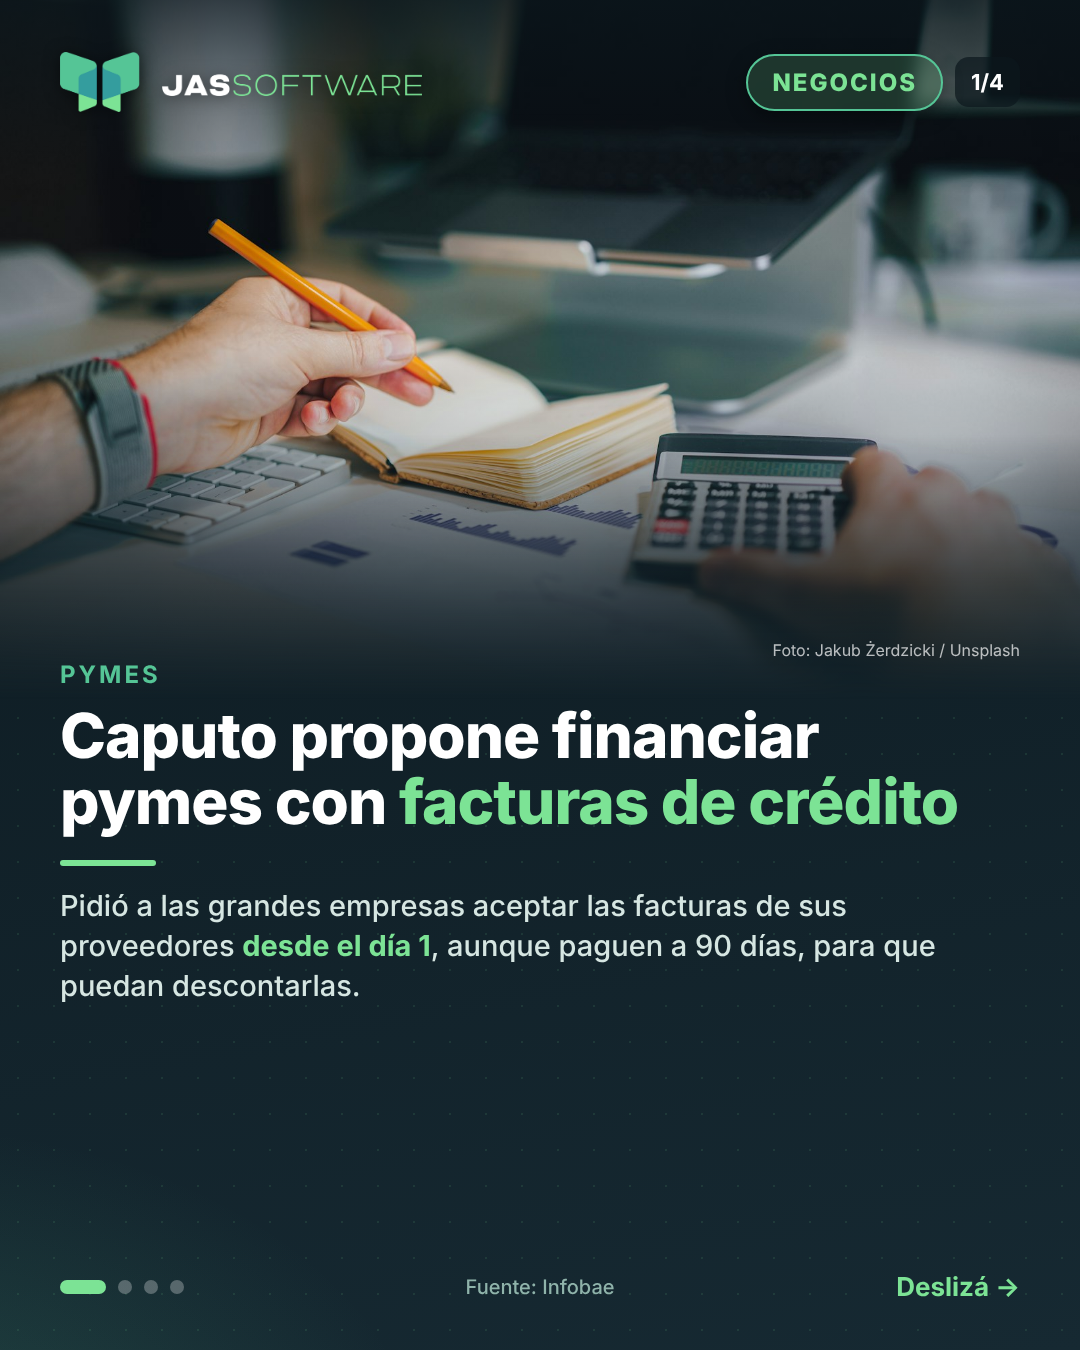 JASSOFTWARE
NEGOCIOS
1/4
Foto: Jakub Żerdzicki / Unsplash
PYMES
Caputo propone financiar
pymes con facturas de crédito
Pidió a las grandes empresas aceptar las facturas de sus
proveedores desde el día 1, aunque paguen a 90 días, para que
puedan descontarlas.
Fuente: Infobae
Deslizá →